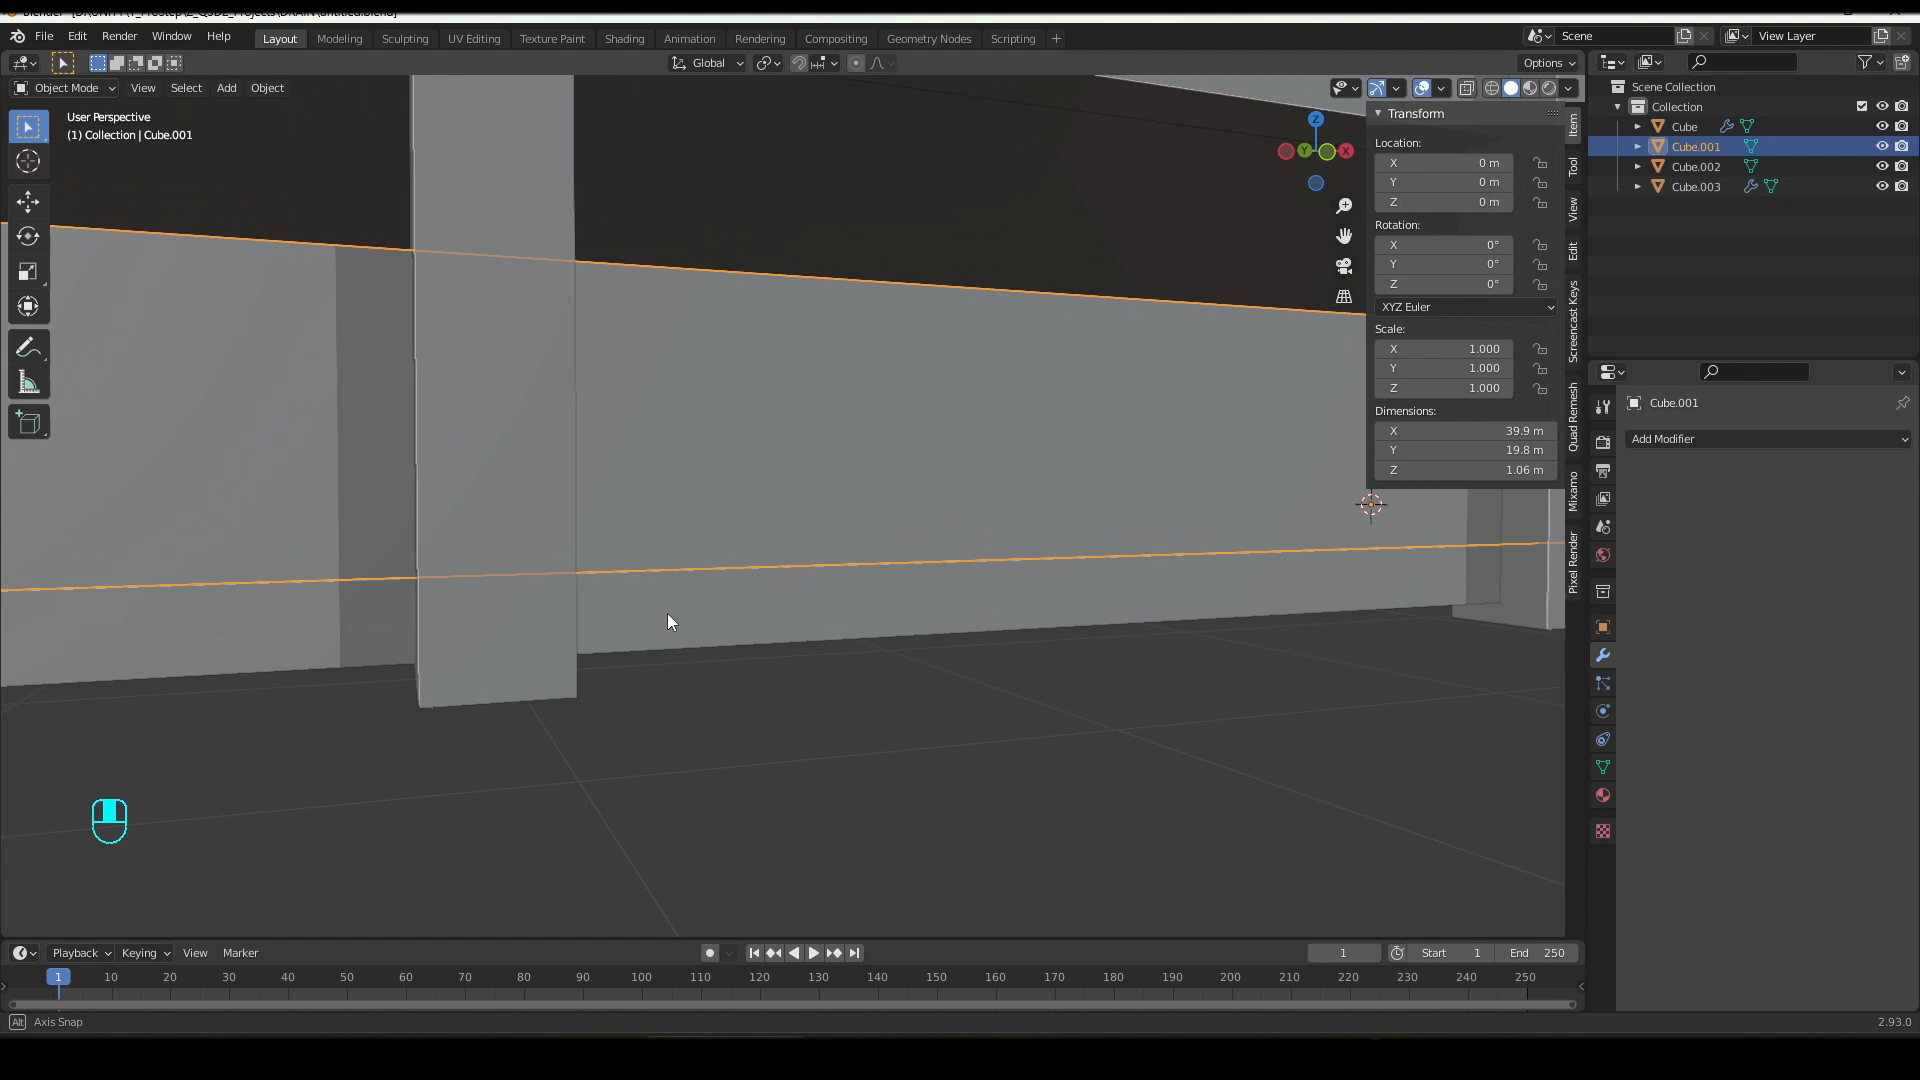 Blender [D:\UNITY\
File Edit Render Window Help
Layout Modeling Sculpting UV Editing Texture Paint Shading Animation Rendering Compositing Geometry Nodes Scripting +
Scene View Layer
Global Options
Object Mode View Select Add Object
User Perspective
(1) Collection | Cube.001
Z
Y X
Transform
Location:
X 0 m
Y 0 m
Z 0 m
Rotation:
X 0°
Y 0°
Z 0°
XYZ Euler
Scale:
X 1.000
Y 1.000
Z 1.000
Dimensions:
X 39.9 m
Y 19.8 m
Z 1.06 m
Item
Tool
View
Edit
Screencast Keys
Quad Remesh
Mixamo
Pixel Render
Scene Collection
Collection
Cube
Cube.001
Cube.002
Cube.003
Cube.001
Add Modifier
Playback Keying View Marker
1 Start 1 End 250
1 10 20 30 40 50 60 70 80 90 100 110 120 130 140 150 160 170 180 190 200 210 220 230 240 250
Alt Axis Snap
2.93.0